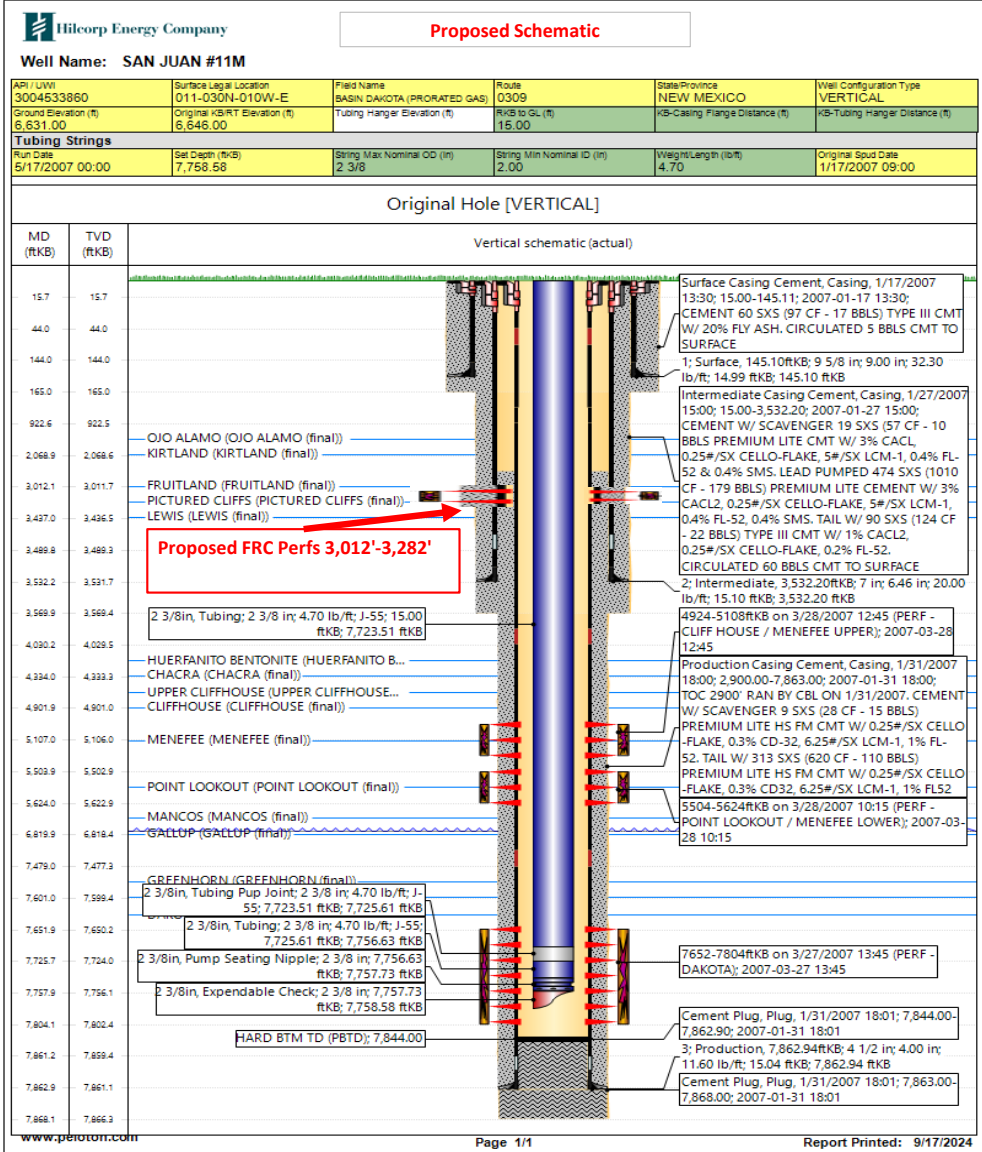 Hilcorp Energy Company
Proposed Schematic
Well Name: SAN JUAN #11M
API / UWI
3004533860
Surface Legal Location
011-030N-010W-E
Field Name
BASIN DAKOTA (PRORATED GAS)
Route
0309
State/Province
NEW MEXICO
Well Configuration Type
VERTICAL
Ground Elevation (ft)
6,631.00
Original KB/RT Elevation (ft)
6,646.00
Tubing Hanger Elevation (ft)
RKB to GL (ft)
15.00
KB-Casing Flange Distance (ft)
KB-Tubing Hanger Distance (ft)
Tubing Strings
Run Date
5/17/2007 00:00
Set Depth (ftKB)
7,758.58
String Max Nominal OD (in)
2 3/8
String Min Nominal ID (in)
2.00
Weight/Length (lb/ft)
4.70
Original Spud Date
1/17/2007 09:00
Original Hole [VERTICAL]
MD
(ftKB)
TVD
(ftKB)
Vertical schematic (actual)
15.7 15.7
44.0 44.0
144.0 144.0
165.0 165.0
922.6 922.5
2,068.9 2,068.6
3,012.1 3,011.7
3,437.0 3,436.5
3,489.8 3,489.3
3,532.2 3,531.7
3,569.9 3,569.4
4,030.2 4,029.5
4,334.0 4,333.3
4,901.9 4,901.0
5,107.0 5,106.0
5,503.9 5,502.9
5,624.0 5,622.9
6,819.9 6,818.4
7,479.0 7,477.3
7,601.0 7,599.4
7,651.9 7,650.2
7,725.7 7,724.0
7,757.9 7,756.1
7,804.1 7,802.4
7,861.2 7,859.4
7,862.9 7,861.1
7,868.1 7,866.3
OJO ALAMO (OJO ALAMO (final))
KIRTLAND (KIRTLAND (final))
FRUITLAND (FRUITLAND (final))
PICTURED CLIFFS (PICTURED CLIFFS (final))
LEWIS (LEWIS (final))
Proposed FRC Perfs 3,012'-3,282'
2 3/8in, Tubing; 2 3/8 in; 4.70 lb/ft; J-55; 15.00
ftKB; 7,723.51 ftKB
HUERFANITO BENTONITE (HUERFANITO B...
CHACRA (CHACRA (final))
UPPER CLIFFHOUSE (UPPER CLIFFHOUSE...
CLIFFHOUSE (CLIFFHOUSE (final))
MENEFEE (MENEFEE (final))
POINT LOOKOUT (POINT LOOKOUT (final))
MANCOS (MANCOS (final))
GALLUP (GALLUP (final))
GREENHORN (GREENHORN (final))
2 3/8in, Tubing Pup Joint; 2 3/8 in; 4.70 lb/ft; J-
55; 7,723.51 ftKB; 7,725.61 ftKB
2 3/8in, Tubing; 2 3/8 in; 4.70 lb/ft; J-55;
7,725.61 ftKB; 7,756.63 ftKB
2 3/8in, Pump Seating Nipple; 2 3/8 in; 7,756.63
ftKB; 7,757.73 ftKB
2 3/8in, Expendable Check; 2 3/8 in; 7,757.73
ftKB; 7,758.58 ftKB
HARD BTM TD (PBTD); 7,844.00
Surface Casing Cement, Casing, 1/17/2007
13:30; 15.00-145.11; 2007-01-17 13:30;
CEMENT 60 SXS (97 CF - 17 BBLS) TYPE III CMT
W/ 20% FLY ASH. CIRCULATED 5 BBLS CMT TO
SURFACE
1; Surface, 145.10ftKB; 9 5/8 in; 9.00 in; 32.30
lb/ft; 14.99 ftKB; 145.10 ftKB
Intermediate Casing Cement, Casing, 1/27/2007
15:00; 15.00-3,532.20; 2007-01-27 15:00;
CEMENT W/ SCAVENGER 19 SXS (57 CF - 10
BBLS PREMIUM LITE CMT W/ 3% CACL,
0.25#/SX CELLO-FLAKE, 5#/SX LCM-1, 0.4% FL-
52 & 0.4% SMS. LEAD PUMPED 474 SXS (1010
CF - 179 BBLS) PREMIUM LITE CEMENT W/ 3%
CACL2, 0.25#/SX CELLO-FLAKE, 5#/SX LCM-1,
0.4% FL-52, 0.4% SMS. TAIL W/ 90 SXS (124 CF
- 22 BBLS) TYPE III CMT W/ 1% CACL2,
0.25#/SX CELLO-FLAKE, 0.2% FL-52.
CIRCULATED 60 BBLS CMT TO SURFACE
2; Intermediate, 3,532.20ftKB; 7 in; 6.46 in; 20.00
lb/ft; 15.10 ftKB; 3,532.20 ftKB
4924-5108ftKB on 3/28/2007 12:45 (PERF -
CLIFF HOUSE / MENEFEE UPPER); 2007-03-28
12:45
Production Casing Cement, Casing, 1/31/2007
18:00; 2,900.00-7,863.00; 2007-01-31 18:00;
TOC 2900' RAN BY CBL ON 1/31/2007. CEMENT
W/ SCAVENGER 9 SXS (28 CF - 15 BBLS)
PREMIUM LITE HS FM CMT W/ 0.25#/SX CELLO
-FLAKE, 0.3% CD-32, 6.25#/SX LCM-1, 1% FL-
52. TAIL W/ 313 SXS (620 CF - 110 BBLS)
PREMIUM LITE HS FM CMT W/ 0.25#/SX CELLO
-FLAKE, 0.3% CD32, 6.25#/SX LCM-1, 1% FL52
5504-5624ftKB on 3/28/2007 10:15 (PERF -
POINT LOOKOUT / MENEFEE LOWER); 2007-03-
28 10:15
7652-7804ftKB on 3/27/2007 13:45 (PERF -
DAKOTA); 2007-03-27 13:45
Cement Plug, Plug, 1/31/2007 18:01; 7,844.00-
7,862.90; 2007-01-31 18:01
3; Production, 7,862.94ftKB; 4 1/2 in; 4.00 in;
11.60 lb/ft; 15.04 ftKB; 7,862.94 ftKB
Cement Plug, Plug, 1/31/2007 18:01; 7,863.00-
7,868.00; 2007-01-31 18:01
www.peloton.com
Page 1/1
Report Printed: 9/17/2024